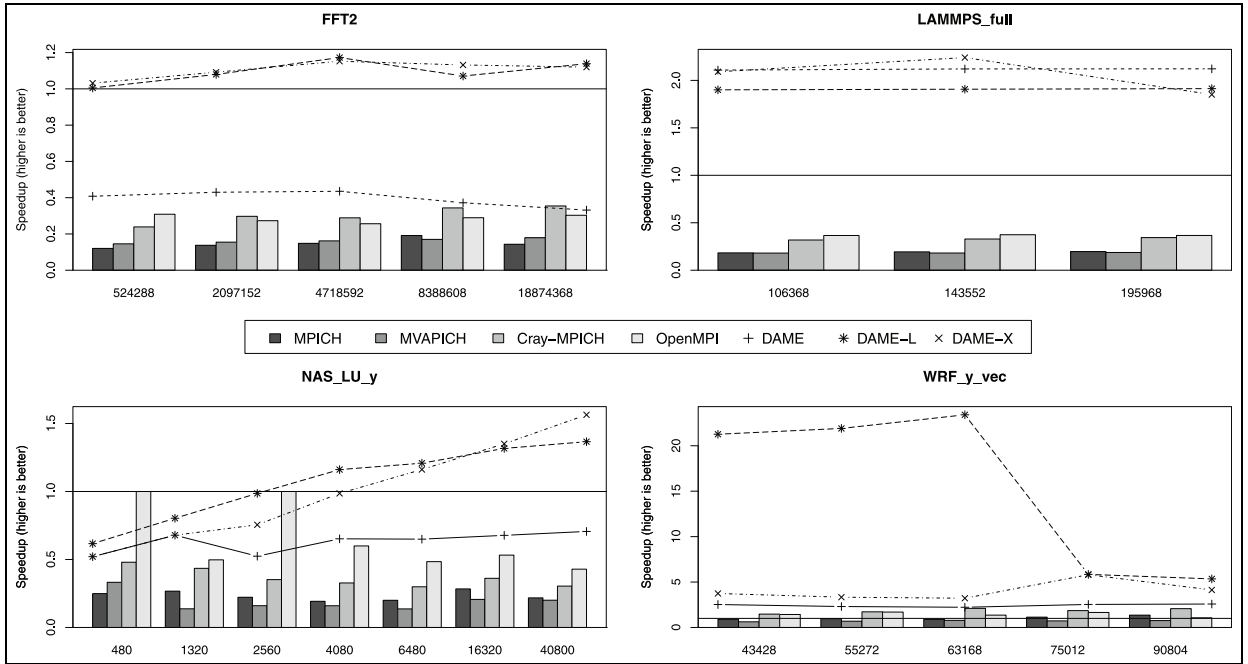 FFT2
Speedup (higher is better)
0.0 0.2 0.4 0.6 0.8 1.0 1.2
524288 2097152 4718592 8388608 18874368
LAMMPS_full
Speedup (higher is better)
0.0 0.5 1.0 1.5 2.0
106368 143552 195968
MPICH MVAPICH Cray-MPICH OpenMPI DAME DAME-L DAME-X
NAS_LU_y
Speedup (higher is better)
0.0 0.5 1.0 1.5
480 1320 2560 4080 6480 16320 40800
WRF_y_vec
Speedup (higher is better)
0 5 10 15 20
43428 55272 63168 75012 90804